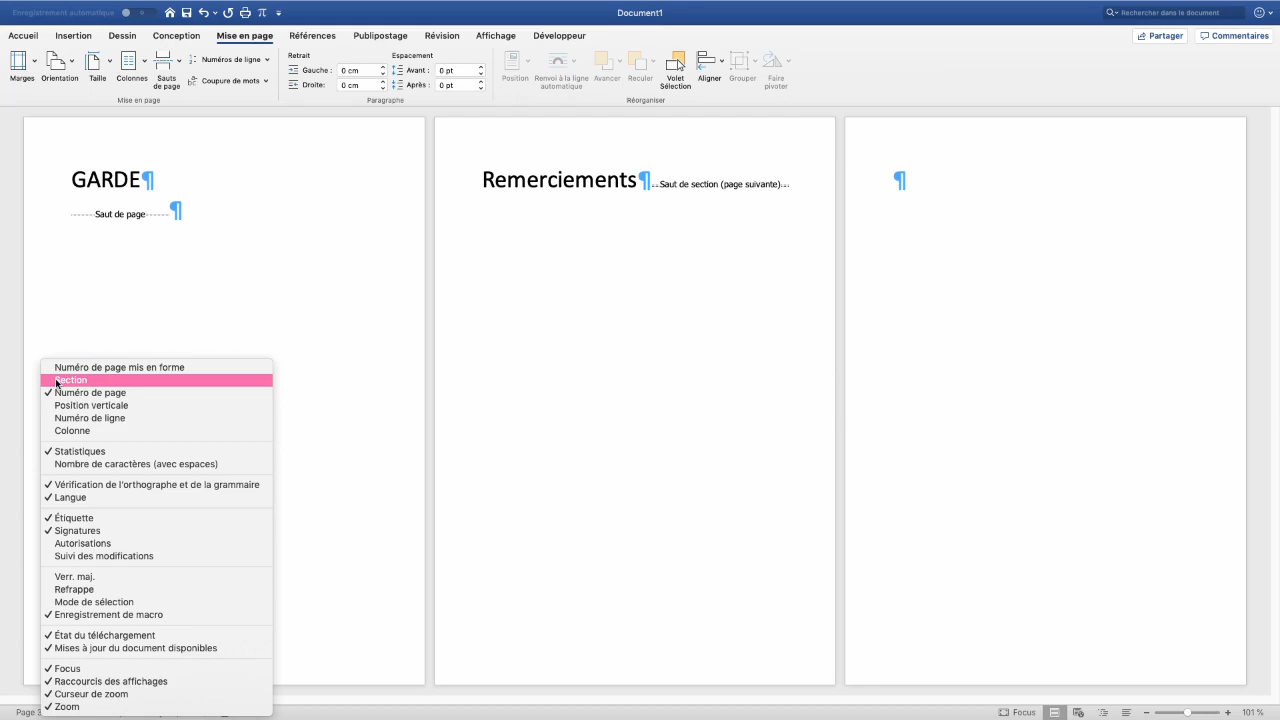 Enregistrement automatique
Document1
Rechercher dans le document
Accueil Insertion Dessin Conception Mise en page Références Publipostage Révision Affichage Développeur
Partager Commentaires
Marges Orientation Taille Colonnes Sauts de page
Numéros de ligne
Coupure de mots
Mise en page
Retrait
Gauche : 0 cm
Droite: 0 cm
Espacement
Avant : 0 pt
Après : 0 pt
Paragraphe
Position Renvoi à la ligne automatique Avancer Reculer Volet Sélection Aligner Grouper Faire pivoter
Réorganiser
GARDE¶
Saut de page ¶
Remerciements¶ Saut de section (page suivante)
¶
Numéro de page mis en forme
Section
Numéro de page
Position verticale
Numéro de ligne
Colonne
Statistiques
Nombre de caractères (avec espaces)
Vérification de l'orthographe et de la grammaire
Langue
Étiquette
Signatures
Autorisations
Suivi des modifications
Verr. maj.
Refrappe
Mode de sélection
Enregistrement de macro
État du téléchargement
Mises à jour du document disponibles
Focus
Raccourcis des affichages
Curseur de zoom
Zoom
Page 3
Focus
101 %